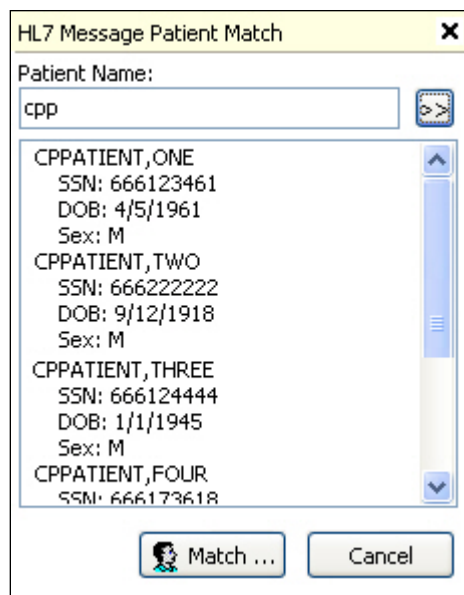 HL7 Message Patient Match
Patient Name:
cpp
>>
CPPATIENT,ONE
SSN: 666123461
DOB: 4/5/1961
Sex: M
CPPATIENT,TWO
SSN: 666222222
DOB: 9/12/1918
Sex: M
CPPATIENT,THREE
SSN: 666124444
DOB: 1/1/1945
Sex: M
CPPATIENT,FOUR
SSN: 666173618
Match ...
Cancel